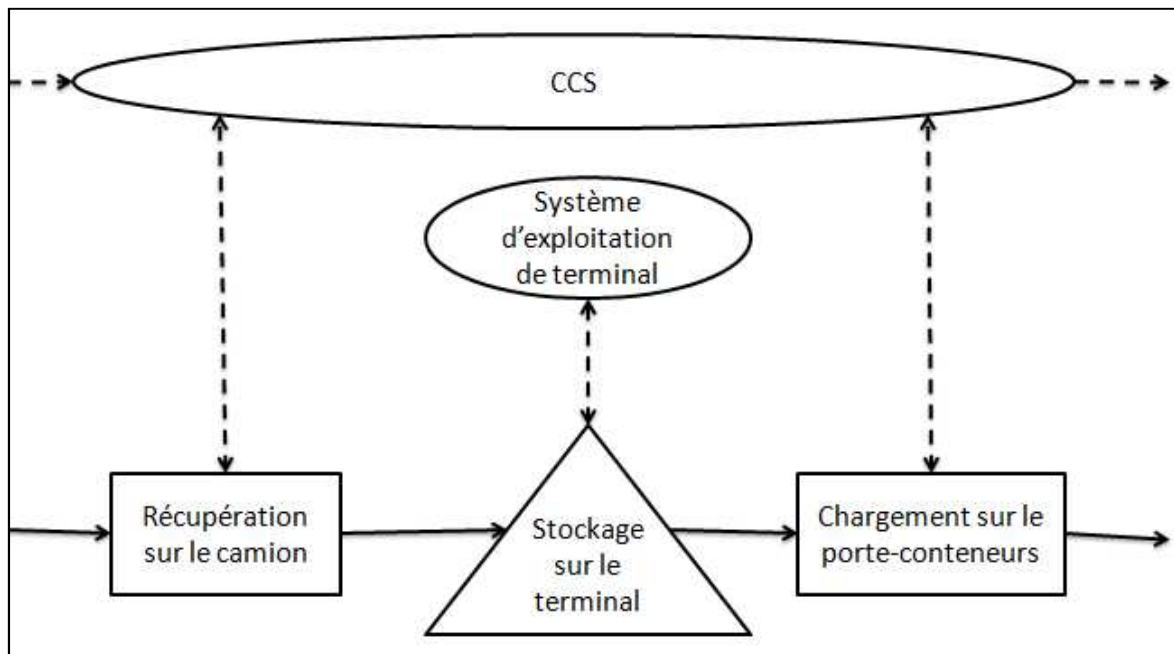 CCS
Système
d’exploitation
de terminal
Récupération
sur le camion
Stockage
sur le
terminal
Chargement sur le
porte-conteneurs